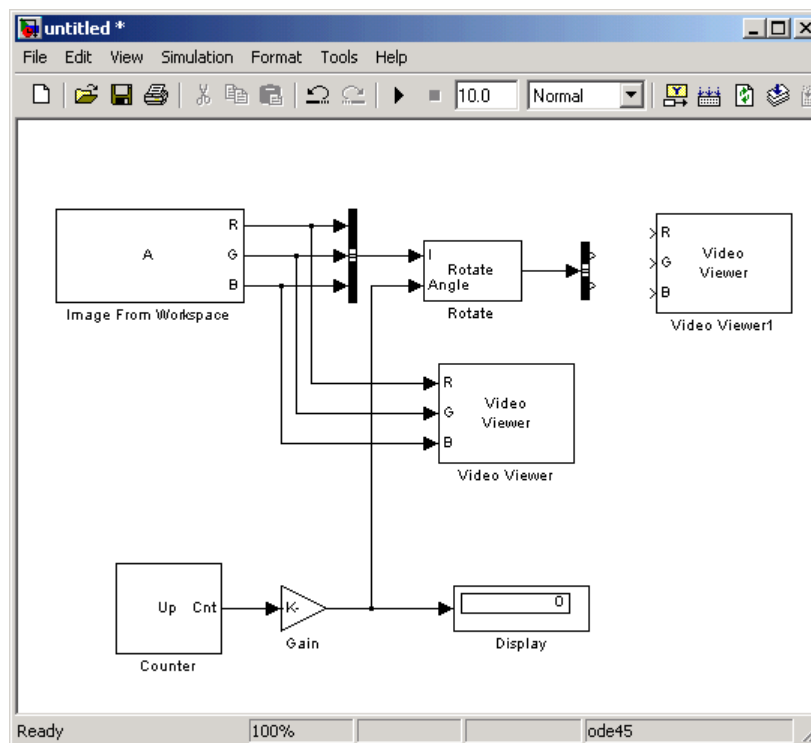 untitled *
File Edit View Simulation Format Tools Help
10.0 Normal
R
G
B
A
Image From Workspace
I
Angle
Rotate
Rotate
R
G
B
Video
Viewer
Video Viewer1
R
G
B
Video
Viewer
Video Viewer
Up Cnt
Counter
K-
Gain
0
Display
Ready 100% ode45